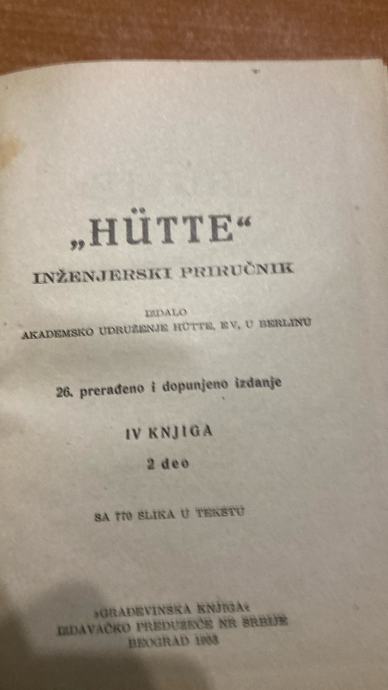 „HÜTTE“
INŽENJERSKI PRIRUČNIK
IZDALO
AKADEMSKO UDRUŽENJE HÜTTE, EV, U BERLINU
26. prerađeno i dopunjeno izdanje
IV KNJIGA
2 deo
SA 770 SLIKA U TEKSTU
»GRAĐEVINSKA KNJIGA«
IZDAVAČKO PREDUZEĆE NR SRBIJE
BEOGRAD